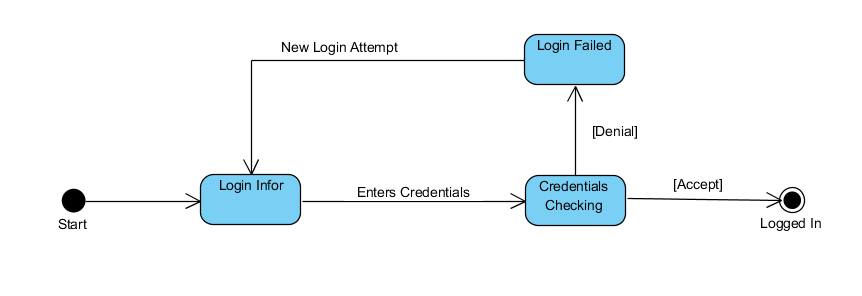 New Login Attempt
Login Failed
[Denial]
Login Infor
Enters Credentials
Credentials
Checking
[Accept]
Start
Logged In